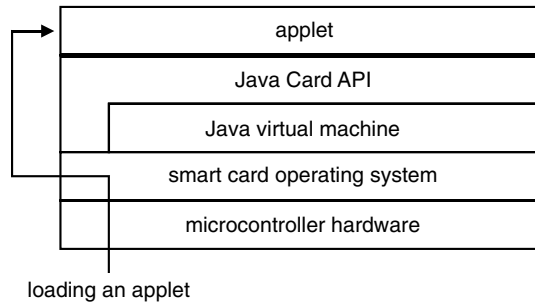 applet
Java Card API
Java virtual machine
smart card operating system
microcontroller hardware
loading an applet